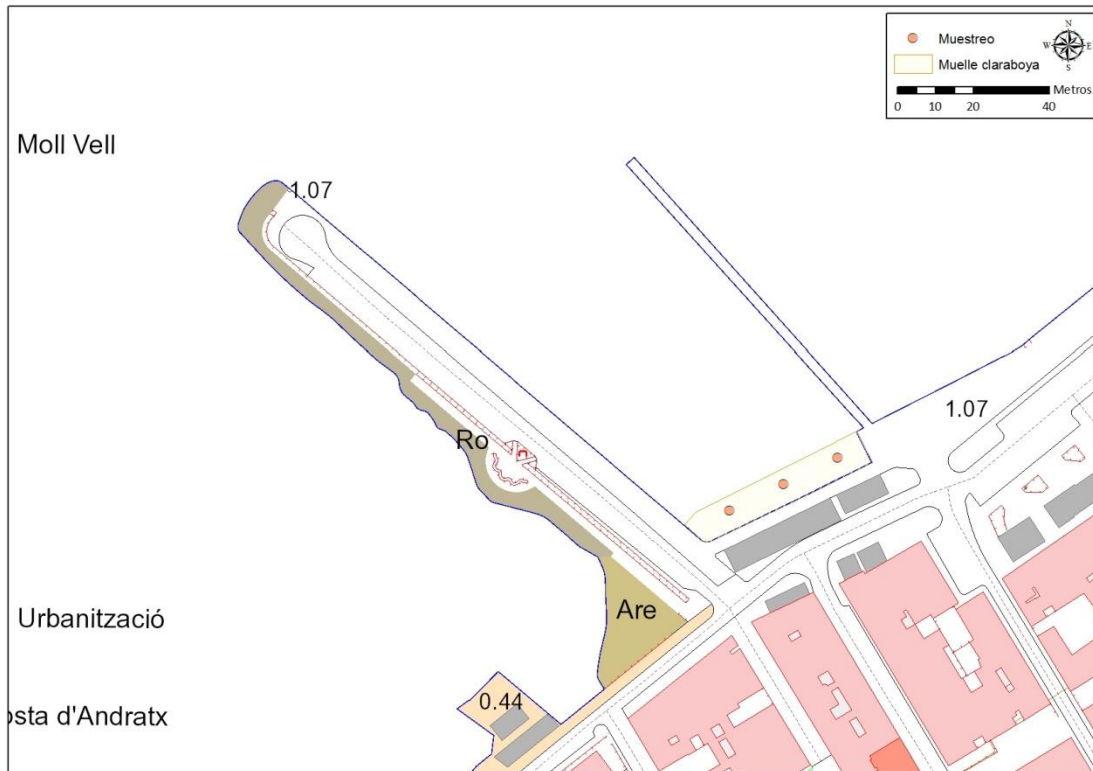 Muestreo
N
W E
S
Muelle claraboya
Metros
0 10 20 40
Moll Vell
1.07
1.07
Ro
Are
Urbanització
0.44
osta d'Andratx